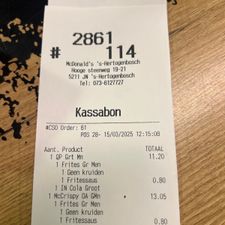 2861
# 114
McDonald's 's-Hertogenbosch
Hooge steenweg 19-21
5211 JN 's-Hertogenbosch
Tel: 073-6127727
Kassabon
#CSO Order: 61
POS 28- 15/03/2025 12:15:08
Aant. Product TOTAAL
1 QP Grt Mn 11.20
1 Frites Gr Men
1 Geen kruiden
1 Fritessaus 0.80
1 IN Cola Groot
1 McCrispy OA GMn 13.05
1 Frites Gr Men
1 Geen kruiden
1 Fritessaus 0.80